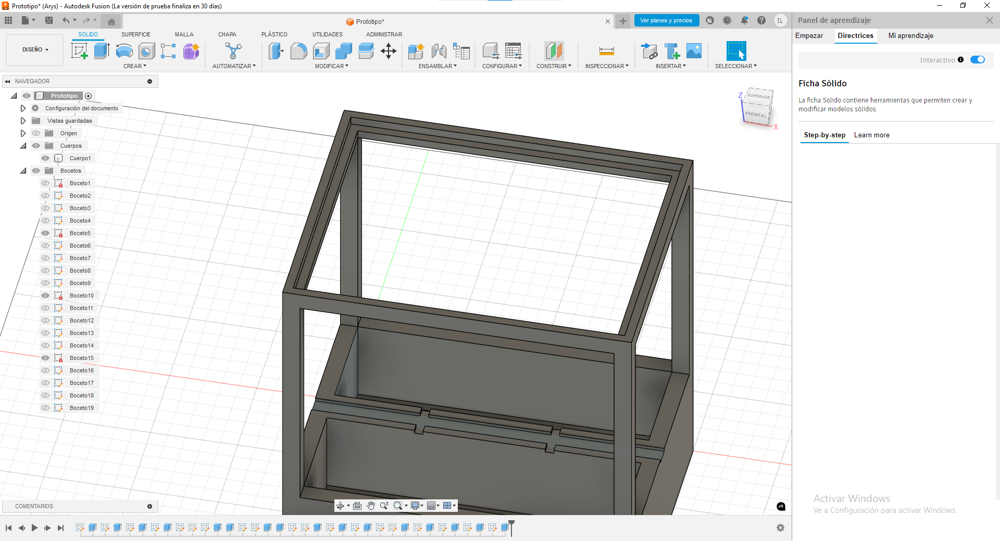 Prototipo* (Arys) - Autodesk Fusion (La versión de prueba finaliza en 30 días)
Prototipo*
Ver planes y precios
IL
Panel de aprendizaje
Empezar
Directrices
Mi aprendizaje
DISEÑO
SOLIDO
SUPERFICIE
MALLA
CHAPA
PLÁSTICO
UTILIDADES
ADMINISTRAR
CREAR
AUTOMATIZAR
MODIFICAR
ENSAMBLAR
CONFIGURAR
CONSTRUIR
INSPECCIONAR
INSERTAR
SELECCIONAR
Interactivo
Ficha Sólido
La ficha Sólido contiene herramientas que permiten crear y
modificar modelos sólidos.
Step-by-step
Learn more
NAVEGADOR
Prototipo
Configuración del documento
Vistas guardadas
Origen
Cuerpos
Cuerpo1
Bocetos
Boceto1
Boceto2
Boceto3
Boceto4
Boceto5
Boceto6
Boceto7
Boceto8
Boceto9
Boceto10
Boceto11
Boceto12
Boceto13
Boceto14
Boceto15
Boceto16
Boceto17
Boceto18
Boceto19
Z
SUPERIOR
FRONTAL
X
COMENTARIOS
Activar Windows
Ve a Configuración para activar Windows.